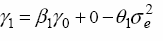 γ₁ = β₁γ₀ + 0 − θ₁σₑ²